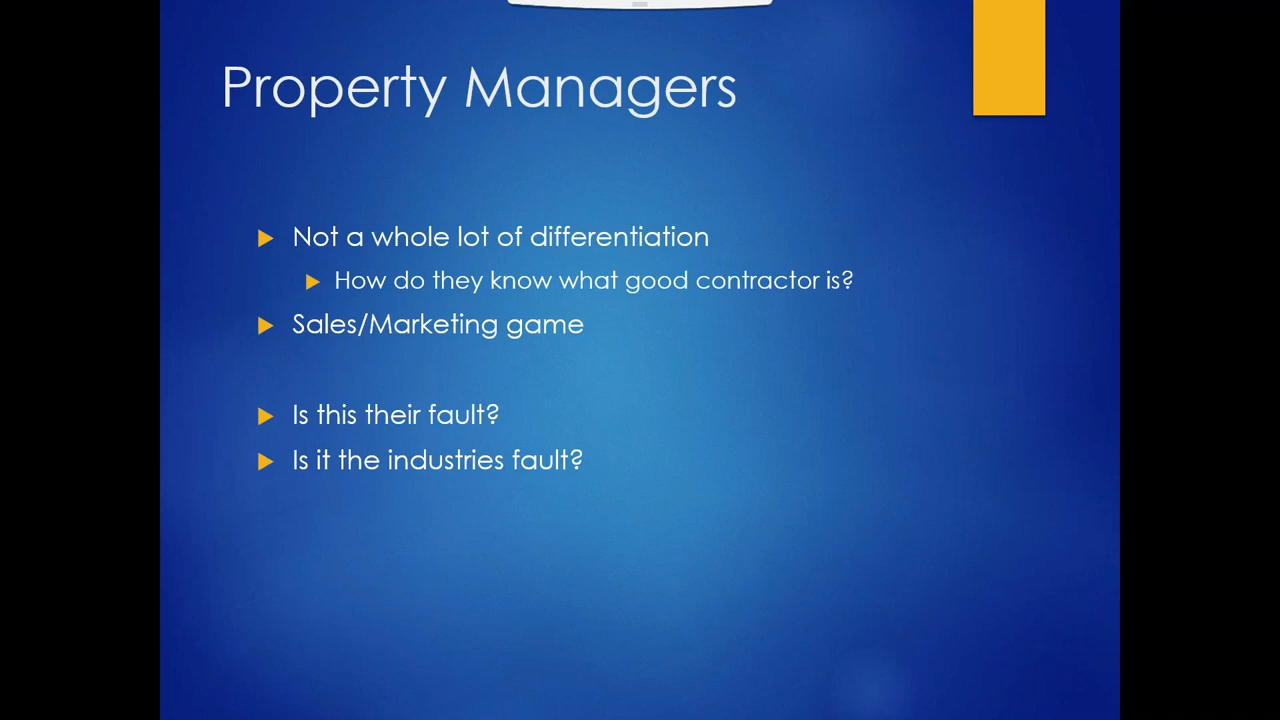 Property Managers
Not a whole lot of differentiation
How do they know what good contractor is?
Sales/Marketing game
Is this their fault?
Is it the industries fault?